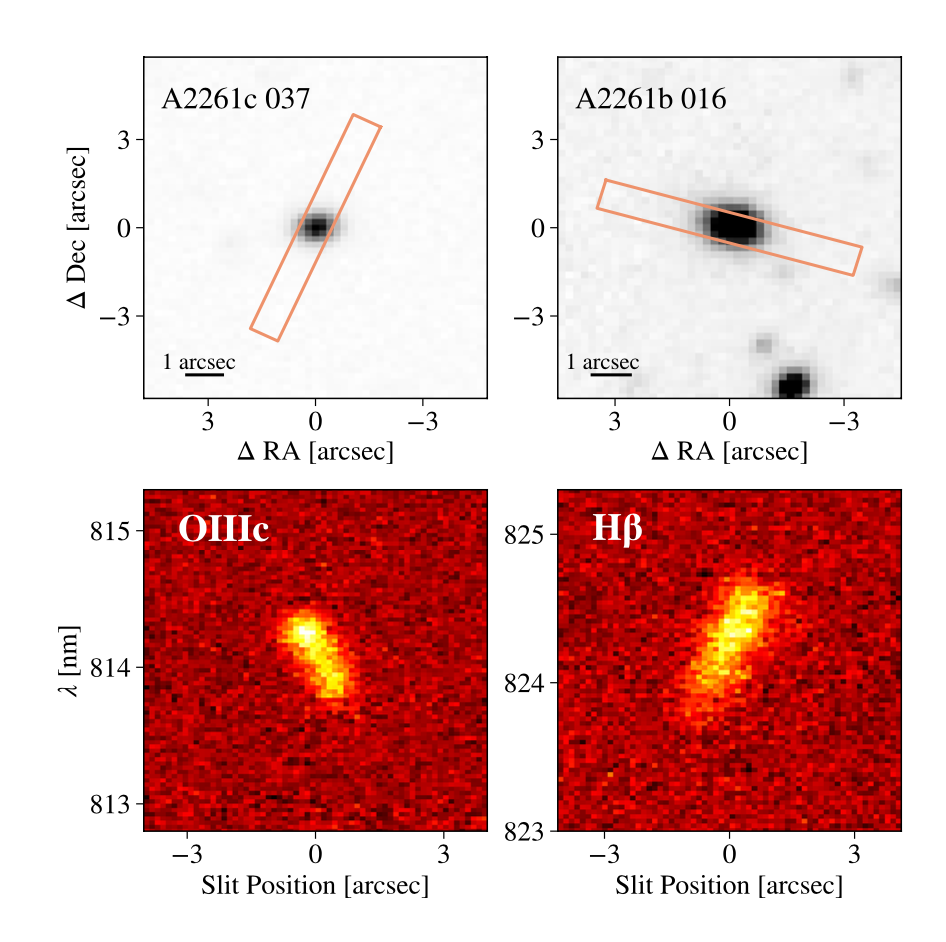 A2261c 037
A2261b 016
3
0
−3
Δ Dec [arcsec]
1 arcsec
3
0
−3
Δ RA [arcsec]
3
0
−3
1 arcsec
3
0
−3
Δ RA [arcsec]
OIIIc
815
814
813
λ [nm]
−3
0
3
Slit Position [arcsec]
Hβ
825
824
823
−3
0
3
Slit Position [arcsec]